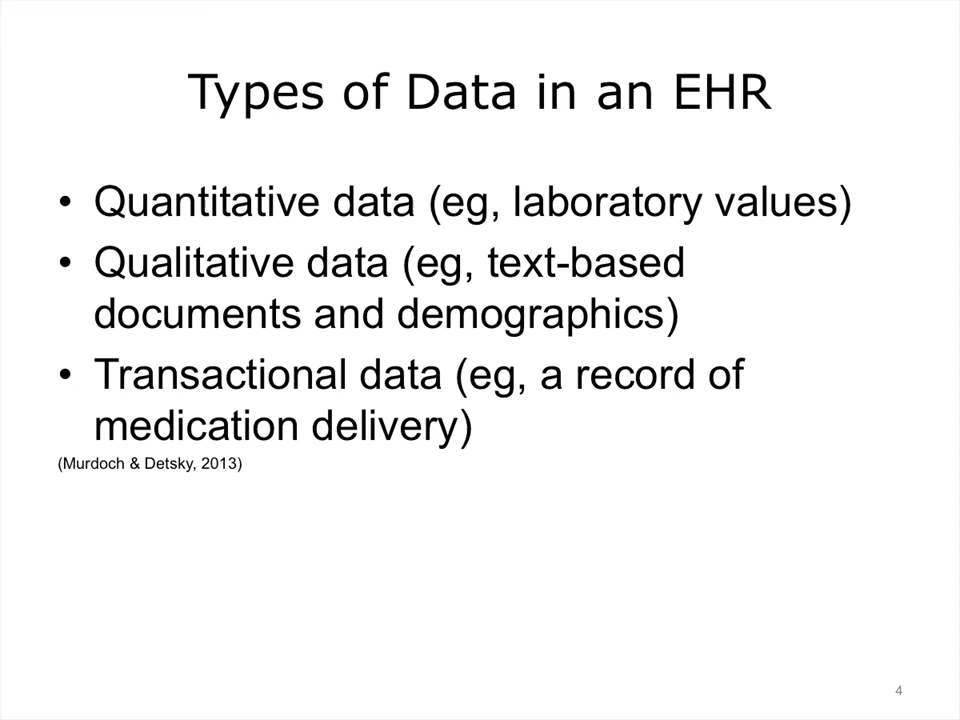 Types of Data in an EHR
• Quantitative data (eg, laboratory values)
• Qualitative data (eg, text-based
documents and demographics)
• Transactional data (eg, a record of
medication delivery)
(Murdoch & Detsky, 2013)
4